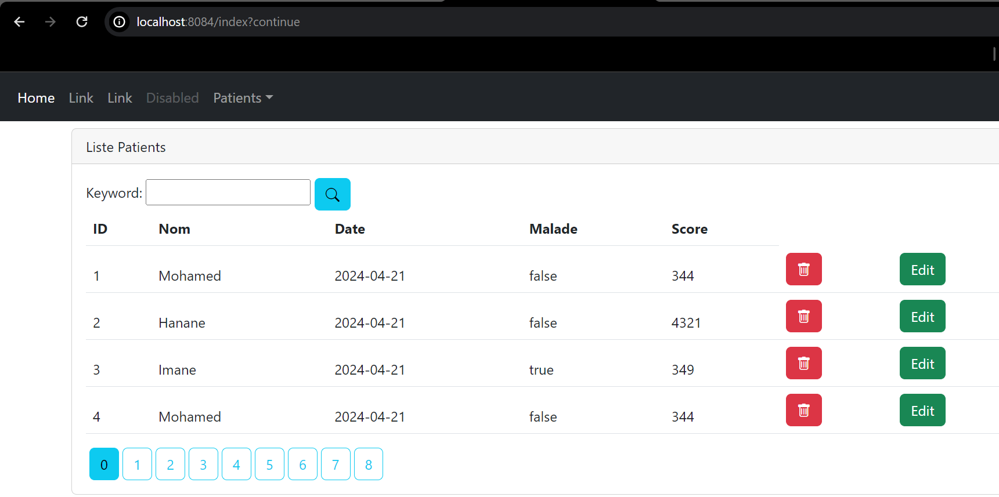 localhost:8084/index?continue
Home Link Link Disabled Patients
Liste Patients
Keyword:
ID Nom Date Malade Score
1 Mohamed 2024-04-21 false 344 Edit
2 Hanane 2024-04-21 false 4321 Edit
3 Imane 2024-04-21 true 349 Edit
4 Mohamed 2024-04-21 false 344 Edit
0 1 2 3 4 5 6 7 8